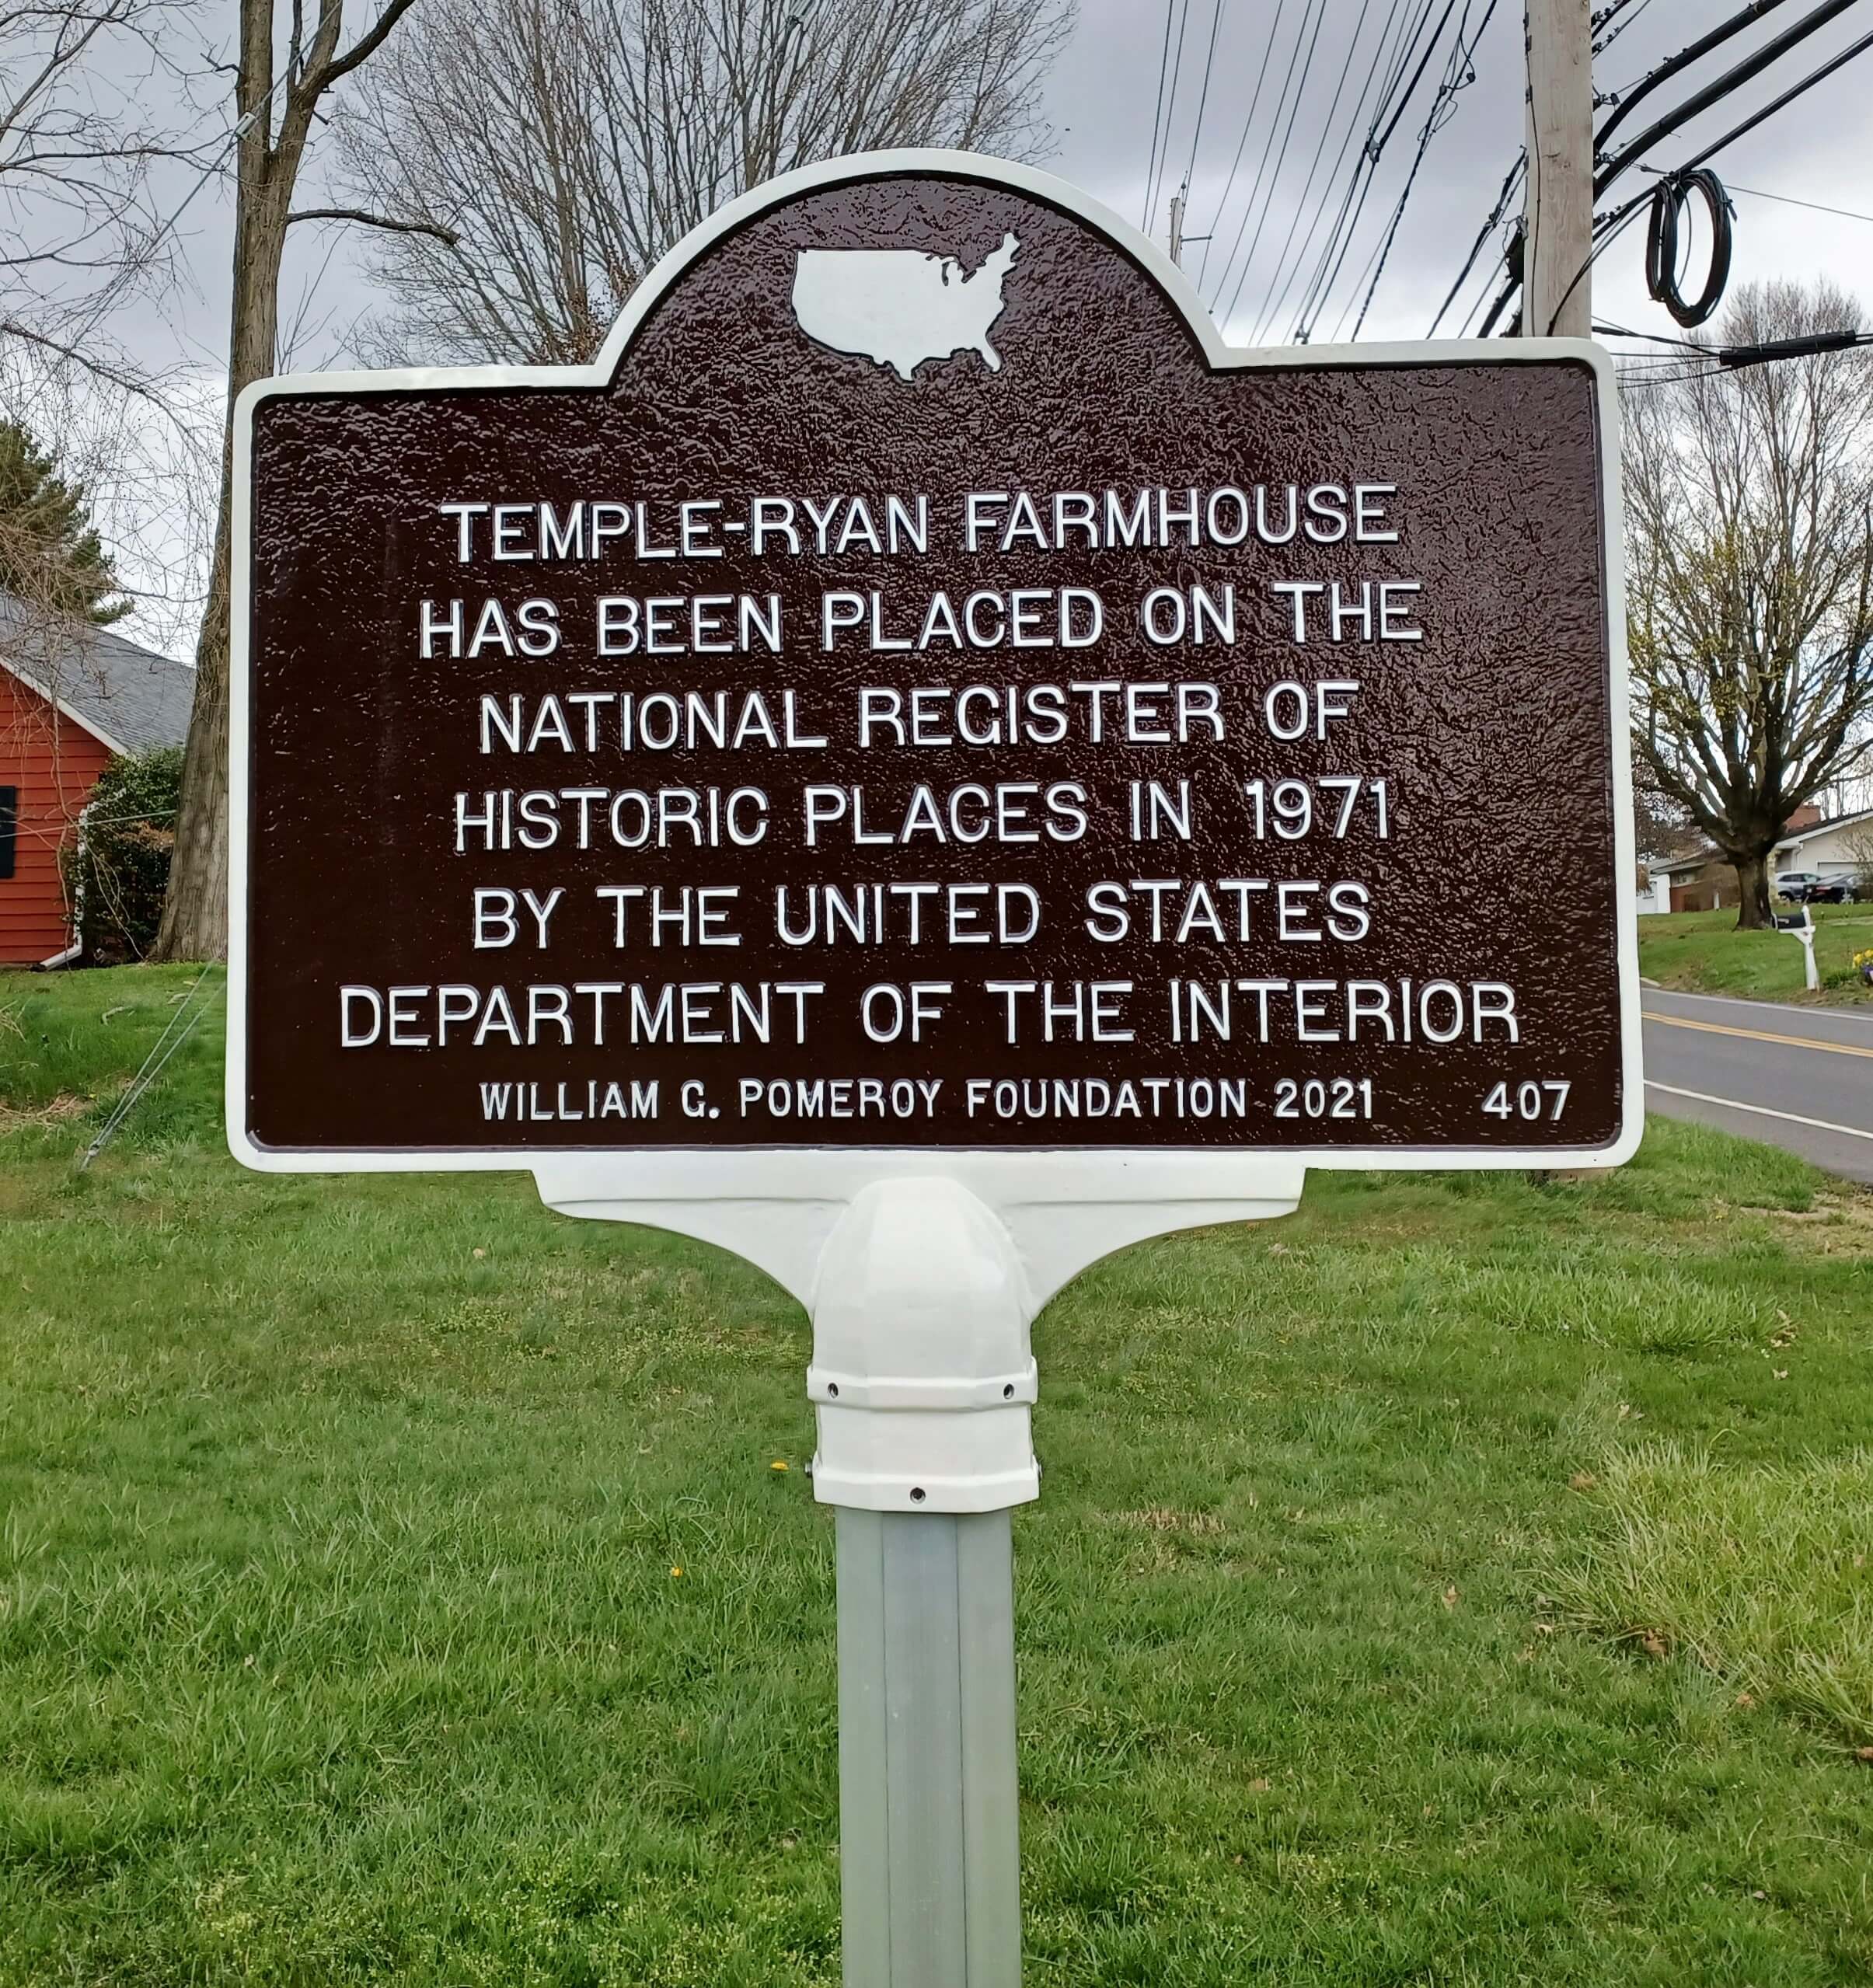 TEMPLE-RYAN FARMHOUSE
HAS BEEN PLACED ON THE
NATIONAL REGISTER OF
HISTORIC PLACES IN 1971
BY THE UNITED STATES
DEPARTMENT OF THE INTERIOR
WILLIAM G. POMEROY FOUNDATION 2021 407